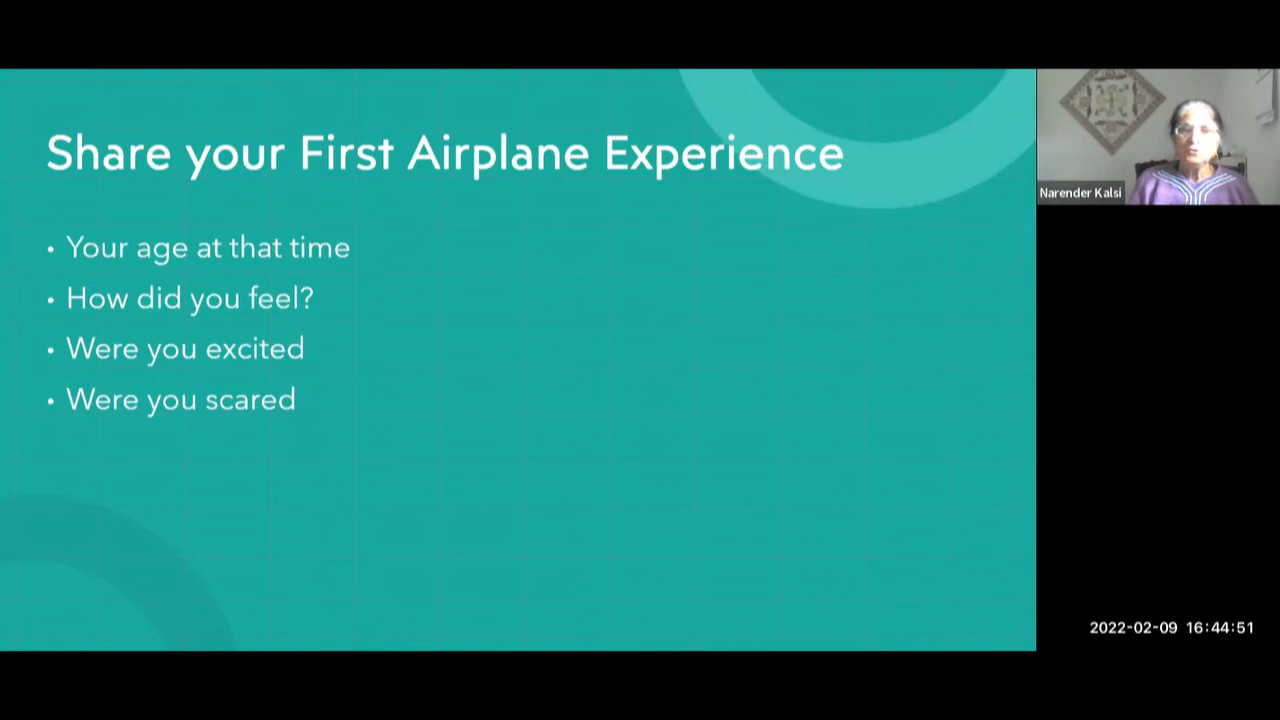 Share your First Airplane Experience
• Your age at that time
• How did you feel?
• Were you excited
• Were you scared
Narender Kalsi
2022-02-09 16:44:51